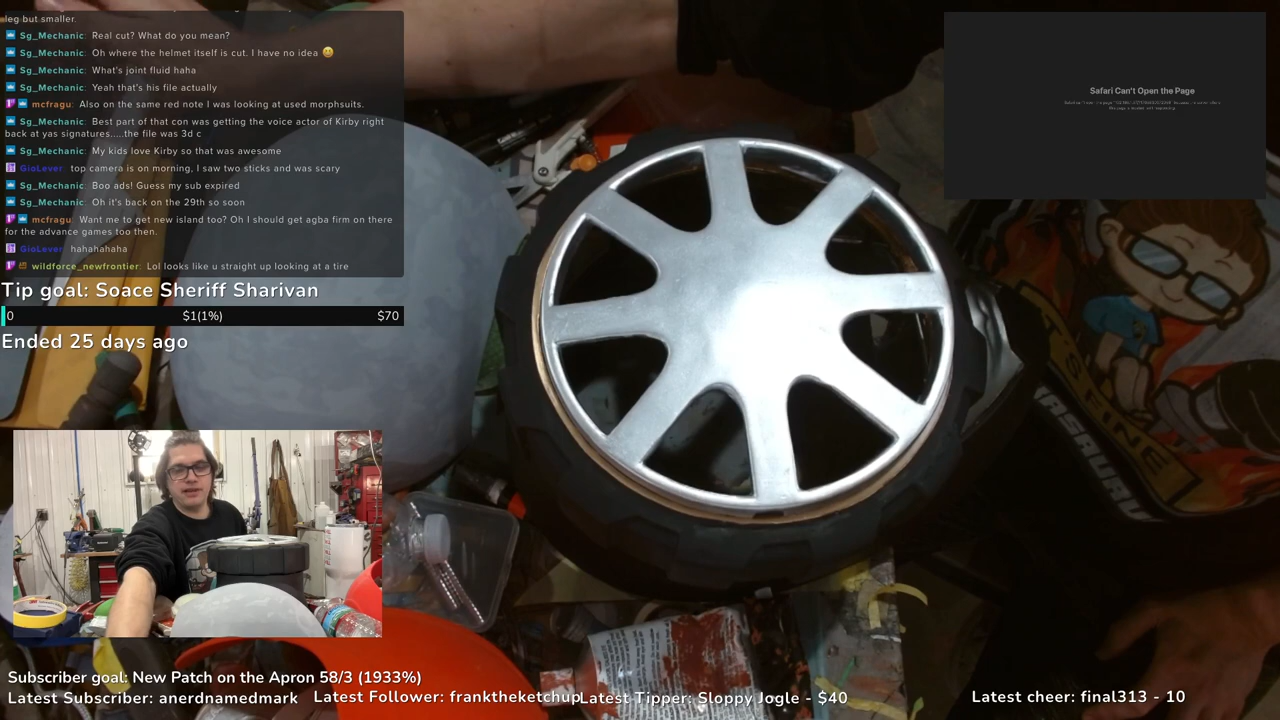 leg but smaller.
Sg_Mechanic: Real cut? What do you mean?
Sg_Mechanic: Oh where the helmet itself is cut. I have no idea 😄
Sg_Mechanic: What's joint fluid haha
Sg_Mechanic: Yeah that's his file actually
mcfragu: Also on the same red note I was looking at used morphsuits.
Sg_Mechanic: Best part of that con was getting the voice actor of Kirby right
back at yas signatures.....the file was 3d c
Sg_Mechanic: My kids love Kirby so that was awesome
GioLever: top camera is on morning, I saw two sticks and was scary
Sg_Mechanic: Boo ads! Guess my sub expired
Sg_Mechanic: Oh it's back on the 29th so soon
mcfragu: Want me to get new island too? Oh I should get agba firm on there
for the advance games too then.
GioLever: hahahahaha
wildforce_newfrontier: Lol looks like u straight up looking at a tire
Tip goal: Soace Sheriff Sharivan
0 $1(1%) $70
Ended 25 days ago
Safari Can't Open the Page
Subscriber goal: New Patch on the Apron 58/3 (1933%)
Latest Subscriber: anerdnamedmark
Latest Follower: franktheketchup
Latest Tipper: Sloppy Jogle - $40
Latest cheer: final313 - 10